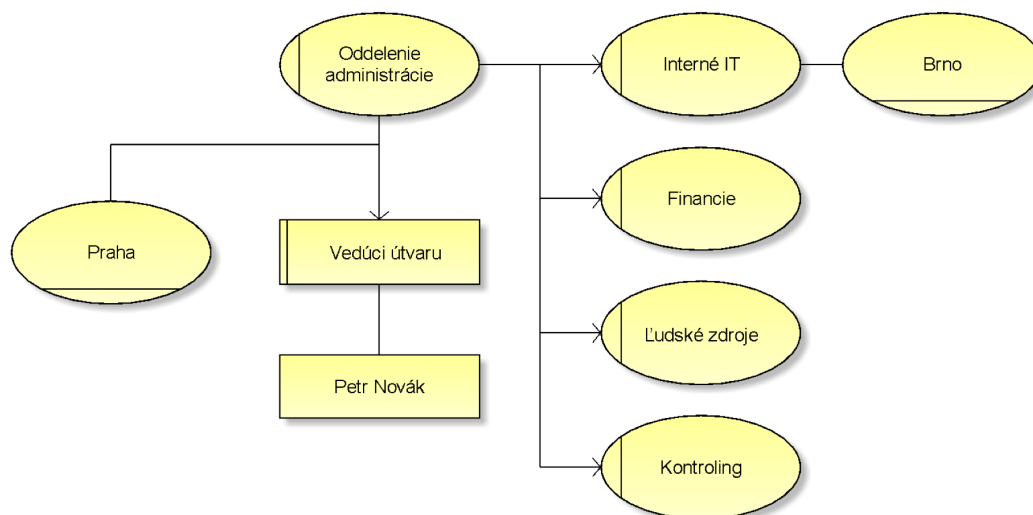 Oddelenie
administrácie
Interné IT
Brno
Financie
Praha
Vedúci útvaru
Ľudské zdroje
Petr Novák
Kontroling